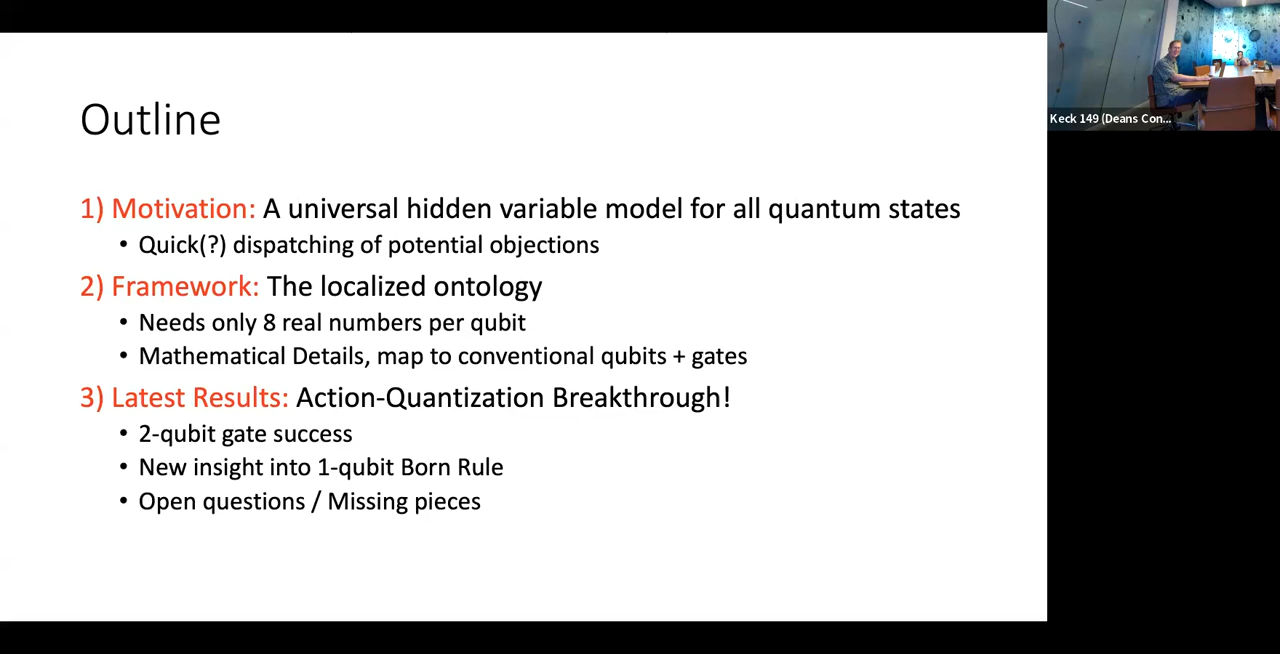 Outline
1) Motivation: A universal hidden variable model for all quantum states
• Quick(?) dispatching of potential objections
2) Framework: The localized ontology
• Needs only 8 real numbers per qubit
• Mathematical Details, map to conventional qubits + gates
3) Latest Results: Action-Quantization Breakthrough!
• 2-qubit gate success
• New insight into 1-qubit Born Rule
• Open questions / Missing pieces
Keck 149 (Deans Con...